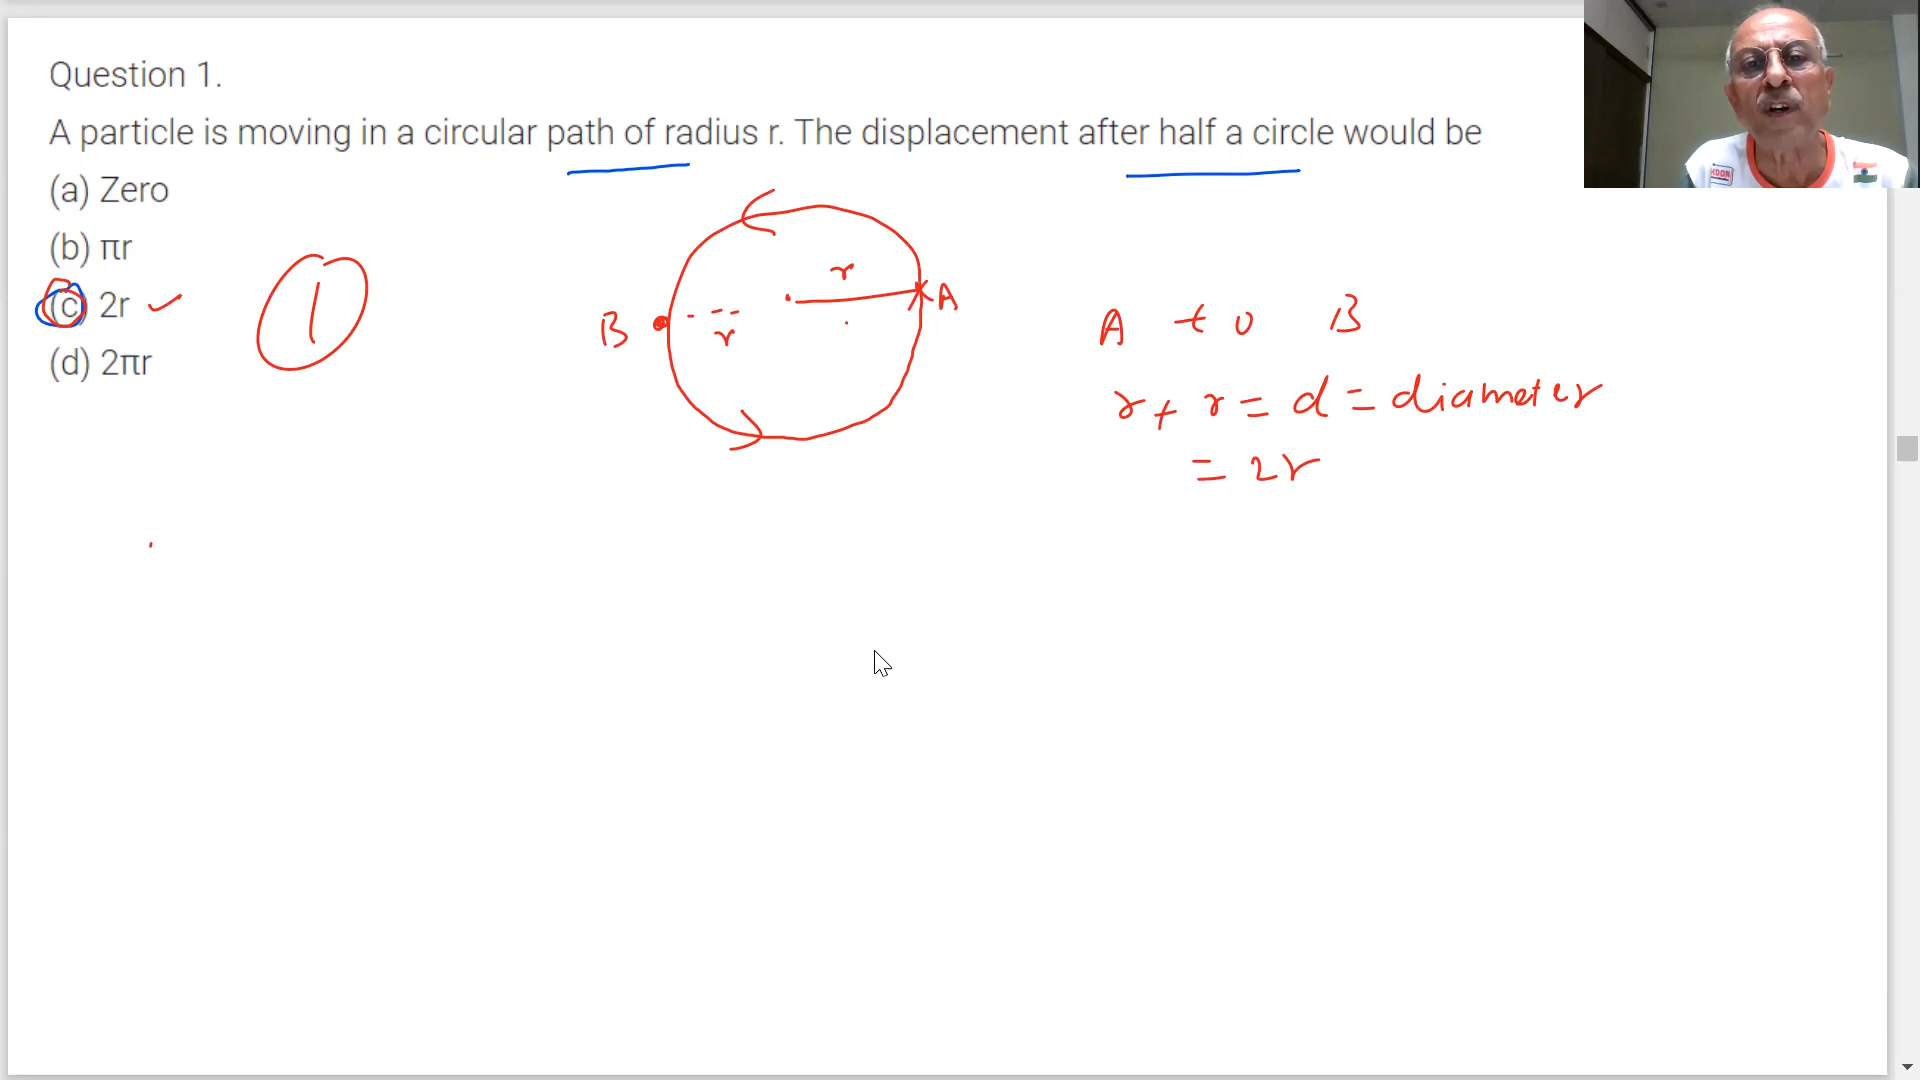 Question 1.
A particle is moving in a circular path of radius r. The displacement after half a circle would be
(a) Zero
(b) πr
(c) 2r ✓
(d) 2πr
1
r
A
B
r
A to B
r + r = d = diameter
= 2r